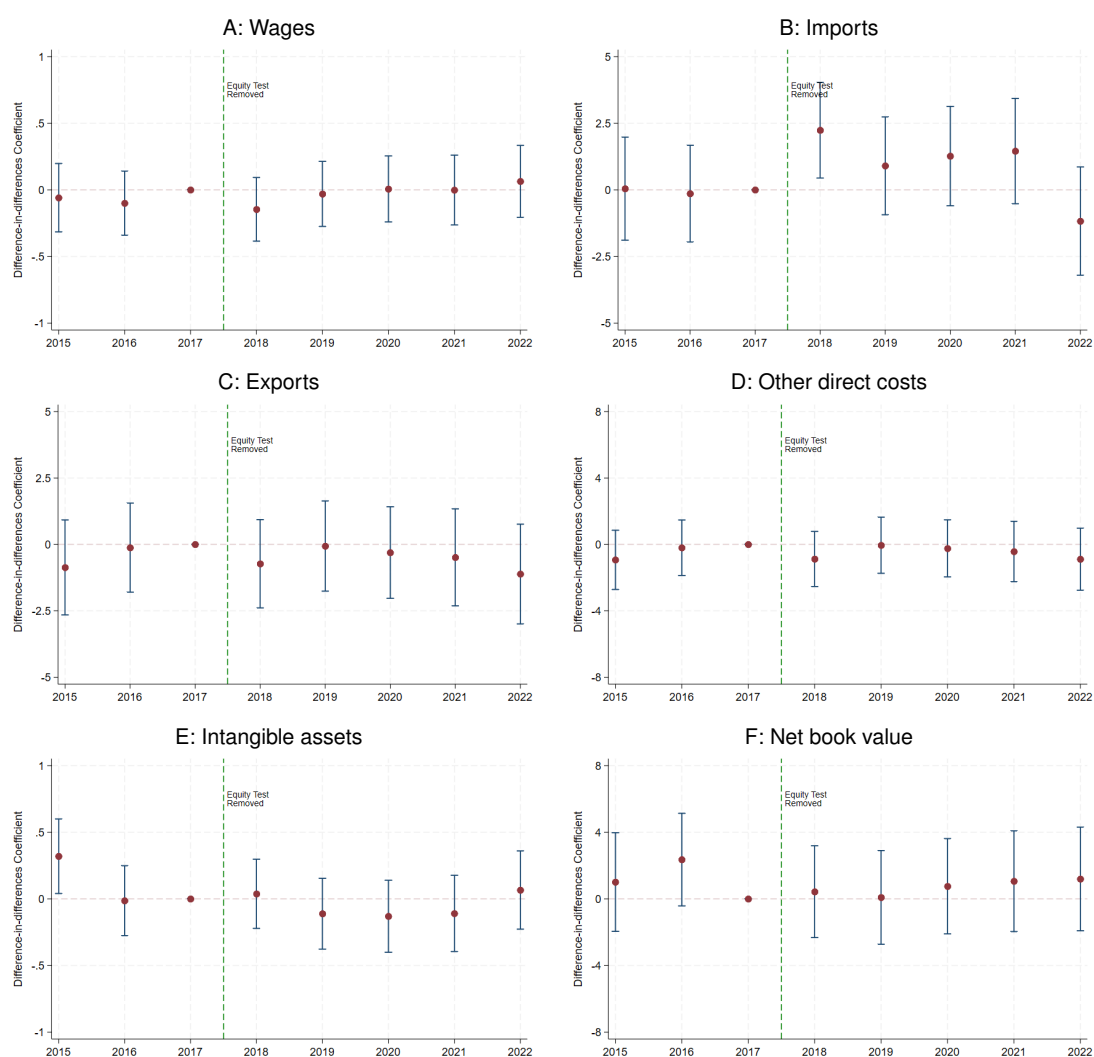 A: Wages
Difference-in-differences Coefficient
1
.5
0
-.5
-1
Equity Test
Removed
2015 2016 2017 2018 2019 2020 2021 2022
B: Imports
Difference-in-differences Coefficient
5
2.5
0
-2.5
-5
Equity Test
Removed
2015 2016 2017 2018 2019 2020 2021 2022
C: Exports
Difference-in-differences Coefficient
5
2.5
0
-2.5
-5
Equity Test
Removed
2015 2016 2017 2018 2019 2020 2021 2022
D: Other direct costs
Difference-in-differences Coefficient
8
4
0
-4
-8
Equity Test
Removed
2015 2016 2017 2018 2019 2020 2021 2022
E: Intangible assets
Difference-in-differences Coefficient
1
.5
0
-.5
-1
Equity Test
Removed
2015 2016 2017 2018 2019 2020 2021 2022
F: Net book value
Difference-in-differences Coefficient
8
4
0
-4
-8
Equity Test
Removed
2015 2016 2017 2018 2019 2020 2021 2022